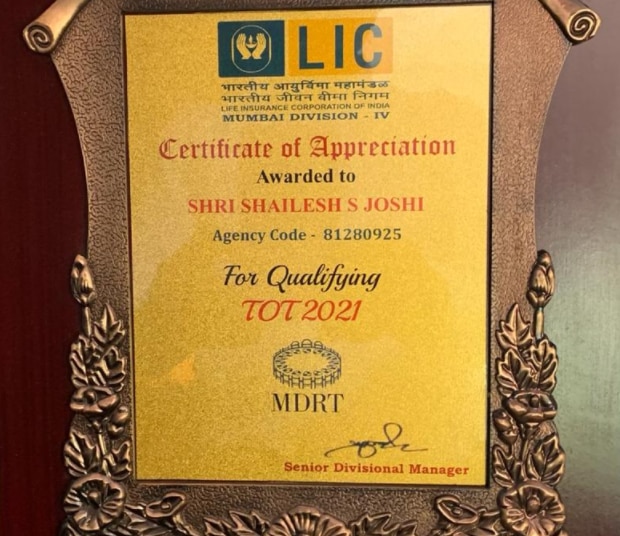 LIC
भारतीय आयुर्विमा महामंडळ
भारतीय जीवन बीमा निगम
LIFE INSURANCE CORPORATION OF INDIA
MUMBAI DIVISION - IV
Certificate of Appreciation
Awarded to
SHRI SHAILESH S JOSHI
Agency Code - 81280925
For Qualifying
TOT 2021
MDRT
Senior Divisional Manager